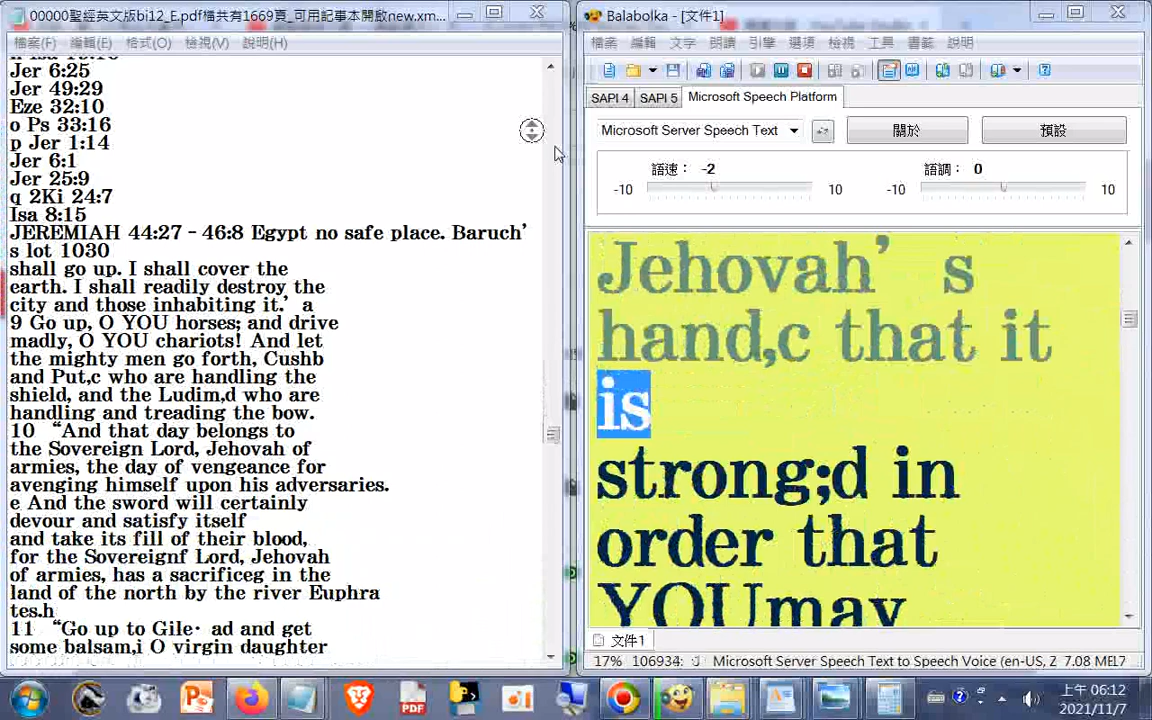 00000聖經英文版bi12_E.pdf檔共有1669頁_可用記事本開啟new.xm...
檔案(F) 編輯(E) 格式(O) 檢視(V) 說明(H)
Jer 6:25
Jer 49:29
Eze 32:10
o Ps 33:16
p Jer 1:14
Jer 6:1
Jer 25:9
q 2Ki 24:7
Isa 8:15
JEREMIAH 44:27 - 46:8 Egypt no safe place. Baruch’
s lot 1030
shall go up. I shall cover the
earth. I shall readily destroy the
city and those inhabiting it.’ a
9 Go up, O YOU horses; and drive
madly, O YOU chariots! And let
the mighty men go forth, Cushb
and Put,c who are handling the
shield, and the Ludim,d who are
handling and treading the bow.
10 “And that day belongs to
the Sovereign Lord, Jehovah of
armies, the day of vengeance for
avenging himself upon his adversaries.
e And the sword will certainly
devour and satisfy itself
and take its fill of their blood,
for the Sovereignf Lord, Jehovah
of armies, has a sacrificeg in the
land of the north by the river Euphra
tes.h
11 “Go up to Gile· ad and get
some balsam,i O virgin daughter
Balabolka - [文件1]
檔案 編輯 文字 朗讀 引擎 選項 檢視 工具 書籤 說明
SAPI 4 SAPI 5 Microsoft Speech Platform
Microsoft Server Speech Text 關於 預設
語速： -2 語調： 0
-10 10 -10 10
Jehovah’ s
hand,c that it
is
strong;d in
order that
YOUmay
文件1
17% 106934: Microsoft Server Speech Text to Speech Voice (en-US, Z 7.08 ME
上午 06:12
2021/11/7